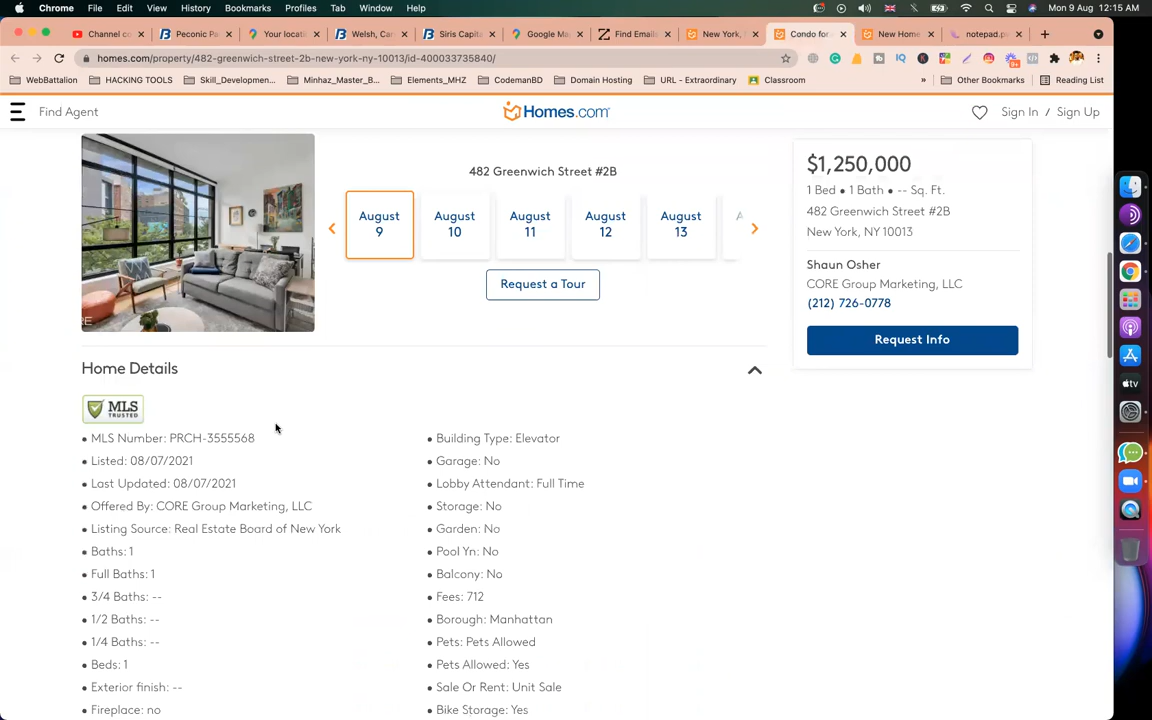 Chrome File Edit View History Bookmarks Profiles Tab Window Help Mon 9 Aug 12:15 AM
Channel co Peconic Pa Your locati Welsh, Car Siris Capita Google Ma Find Emails New York, Condo for New Home notepad.pw
homes.com/property/482-greenwich-street-2b-new-york-ny-10013/id-400033735840/
WebBattalion HACKING TOOLS Skill_Developmen... Minhaz_Master_B... Elements_MHZ CodemanBD Domain Hosting URL - Extraordinary Classroom » Other Bookmarks Reading List
Find Agent Homes.com Sign In / Sign Up
482 Greenwich Street #2B
August 9
August 10
August 11
August 12
August 13
A
Request a Tour
$1,250,000
1 Bed • 1 Bath • -- Sq. Ft.
482 Greenwich Street #2B
New York, NY 10013
Shaun Osher
CORE Group Marketing, LLC
(212) 726-0778
Request Info
Home Details
MLS
TRUSTED
• MLS Number: PRCH-3555568
• Listed: 08/07/2021
• Last Updated: 08/07/2021
• Offered By: CORE Group Marketing, LLC
• Listing Source: Real Estate Board of New York
• Baths: 1
• Full Baths: 1
• 3/4 Baths: --
• 1/2 Baths: --
• 1/4 Baths: --
• Beds: 1
• Exterior finish: --
• Fireplace: no
• Building Type: Elevator
• Garage: No
• Lobby Attendant: Full Time
• Storage: No
• Garden: No
• Pool Yn: No
• Balcony: No
• Fees: 712
• Borough: Manhattan
• Pets: Pets Allowed
• Pets Allowed: Yes
• Sale Or Rent: Unit Sale
• Bike Storage: Yes
tv